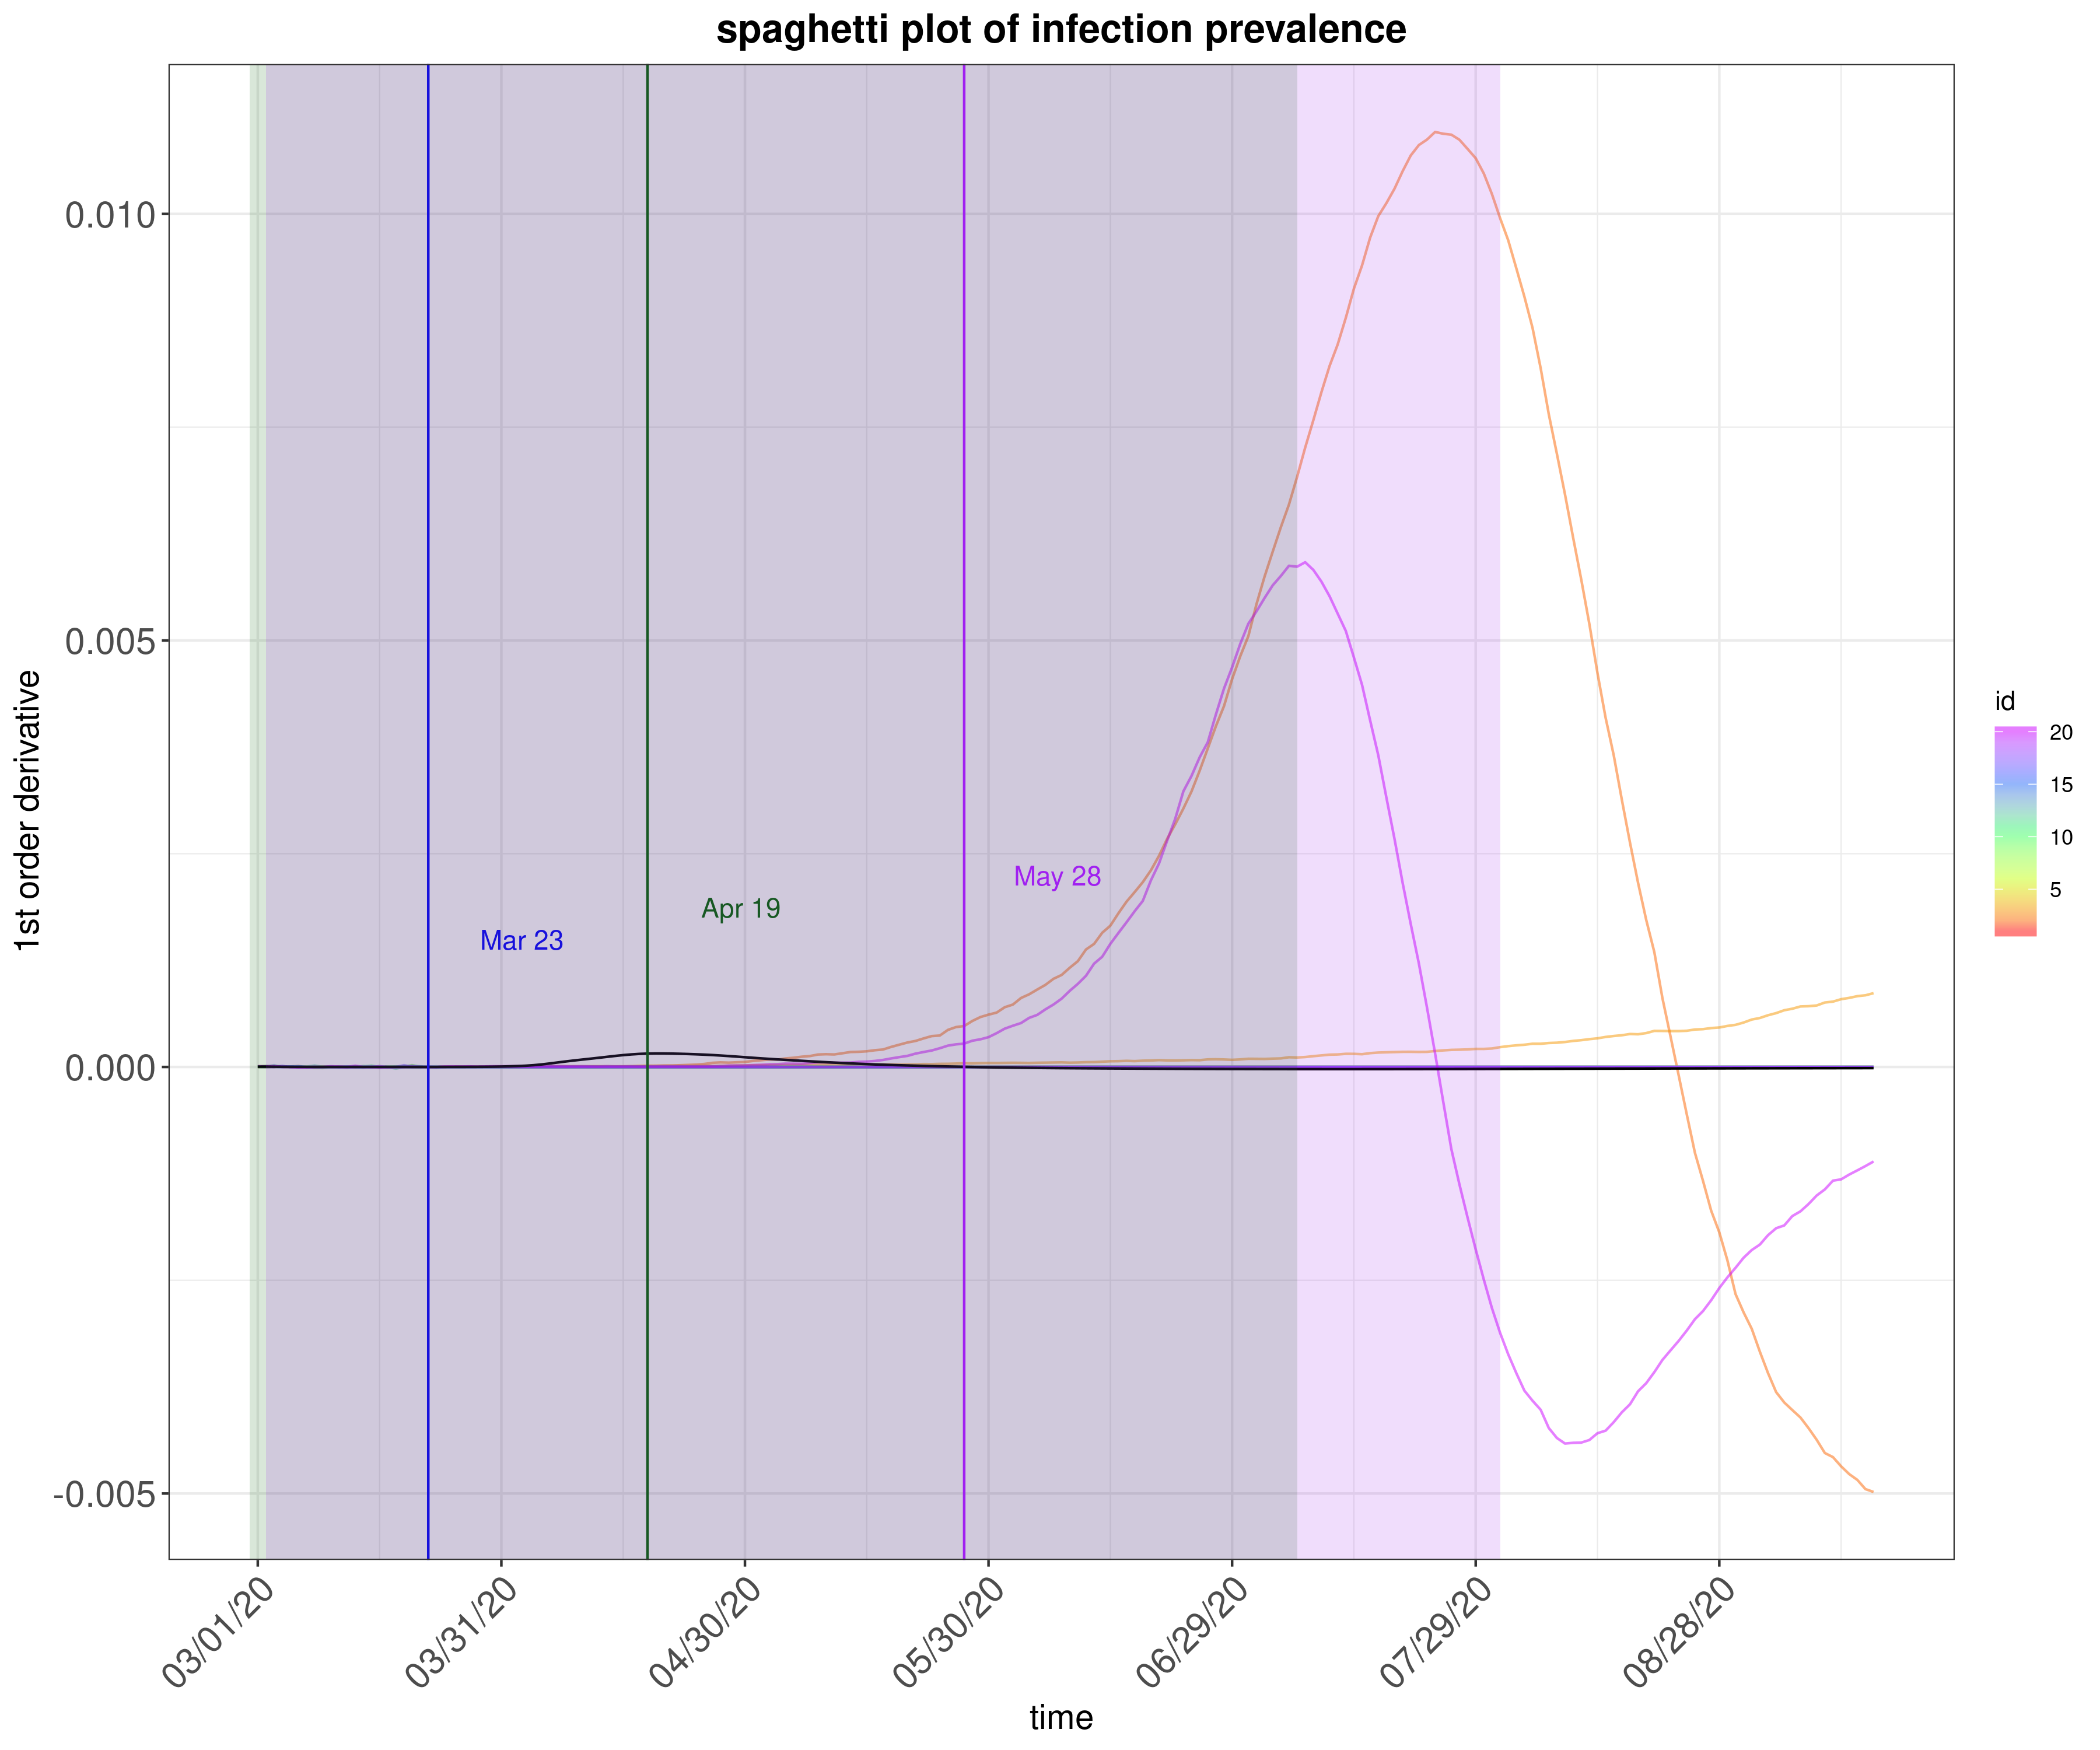 spaghetti plot of infection prevalence
1st order derivative
0.010
0.005
0.000
-0.005
May 28
Apr 19
Mar 23
03/01/20
03/31/20
04/30/20
05/30/20
06/29/20
07/29/20
08/28/20
time
id
20
15
10
5